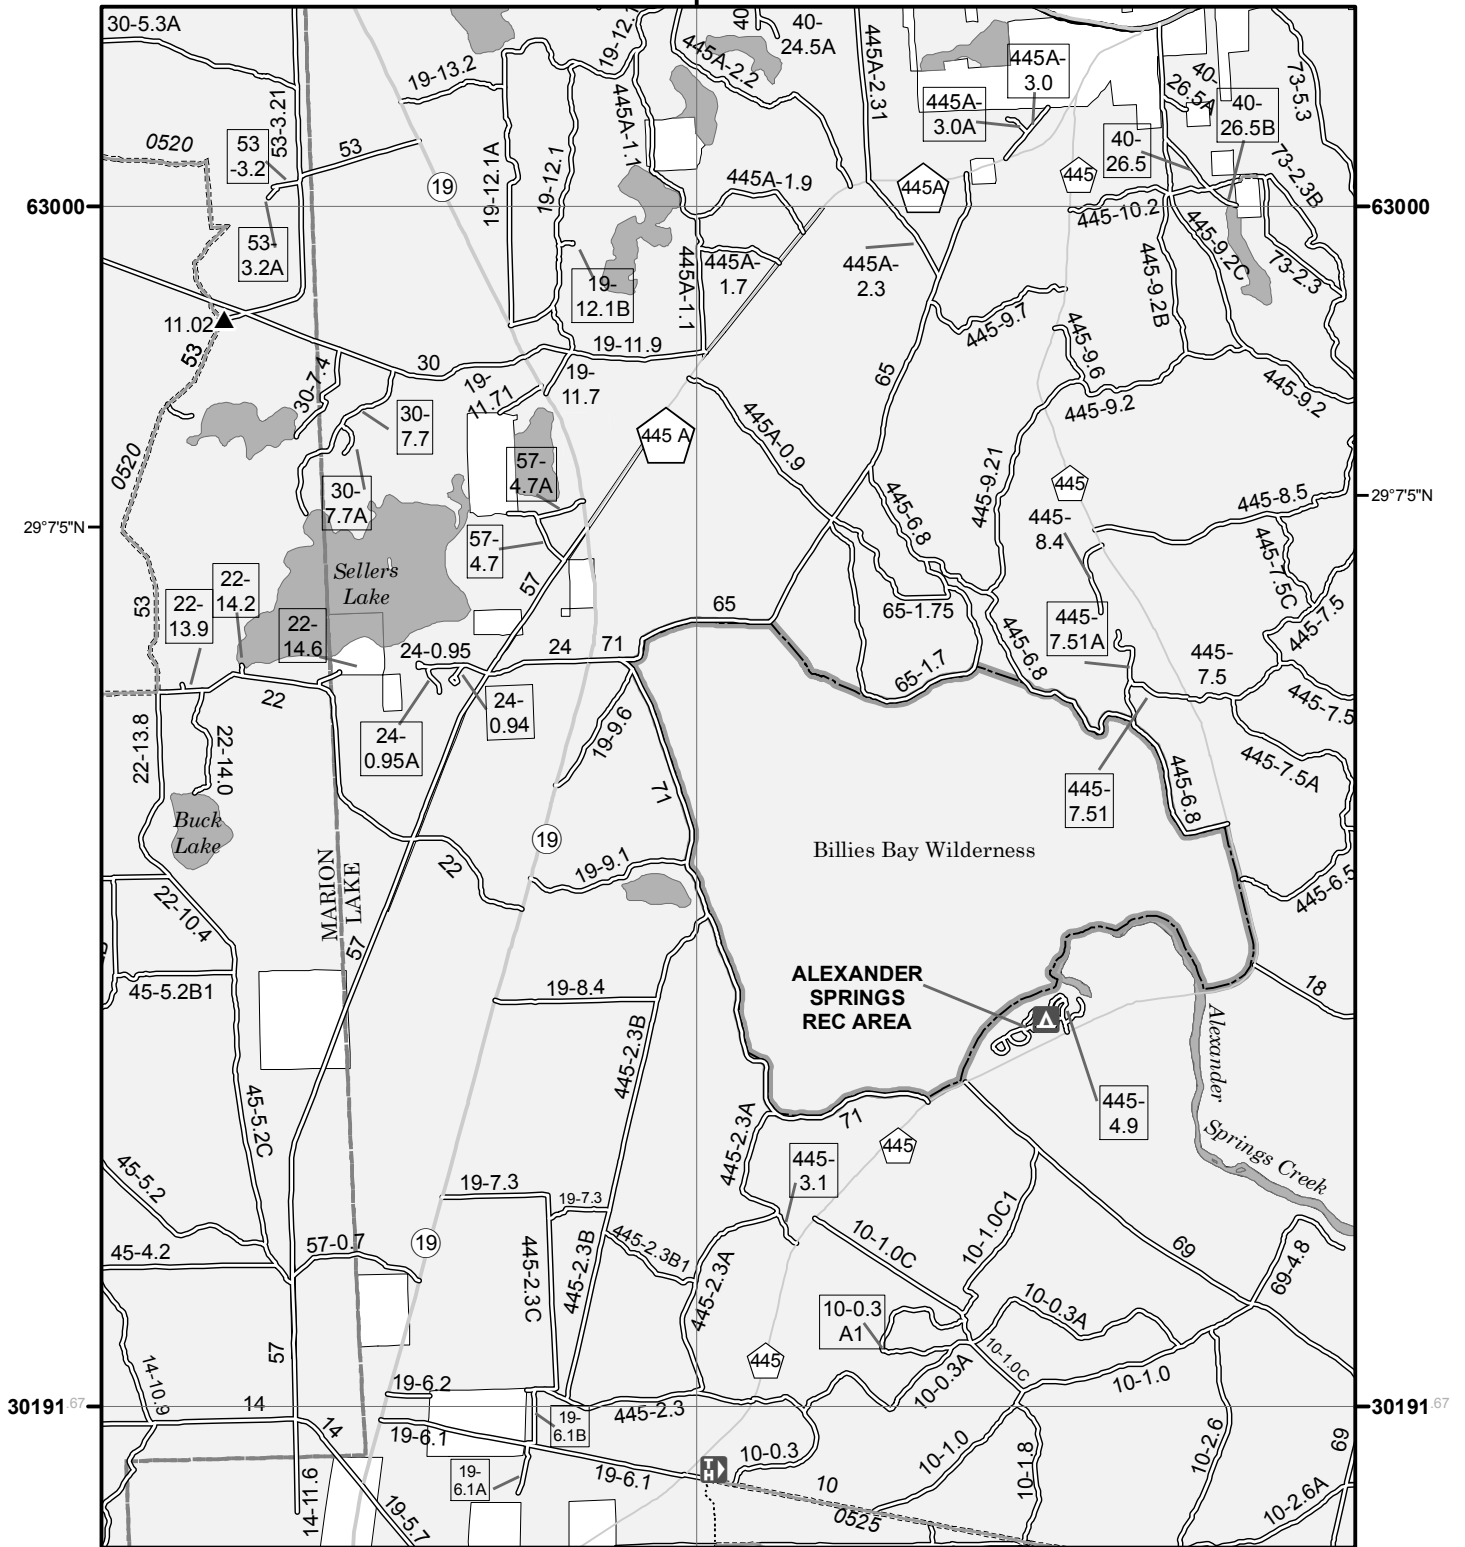 30-5.3A
19-13.2
19-12.1
445A-2.2
40
40-
24.5A
445A-2.31
445A-
3.0
445A-
3.0A
40-
26.5A
40-
26.5B
73-5.3
0520
53
-3.2
53-3.21
53
19
19-12.1A
19-12.1
445A-1.1
445A-1.9
445A
445
40-
26.5
73-2.3B
63000
63000
53-
3.2A
19-
12.1B
445A-1.1
445A-
1.7
445A-
2.3
445-10.2
445-9.2B
445-9.2C
73-2.3
11.02
53
30-7.4
30
19-11.9
19-
11.71
19-
11.7
65
445-9.7
445-9.6
445-9.2
445-9.2
30-
7.7
445 A
445A-0.9
0520
30-
7.7A
57-
4.7A
445-6.8
445-9.21
445
445-8.5
29°7'5"N
29°7'5"N
57-
4.7
445-
8.4
445-7.5C
Sellers
Lake
57
53
22-
13.9
22-
14.2
22-
14.6
65
65-1.75
445-
7.51A
445-7.5
24-0.95
24
71
65-1.7
445-6.8
445-
7.5
445-7.5
22
24-
0.94
24-
0.95A
22-13.8
22-14.0
19-9.6
71
445-
7.51
445-6.8
445-7.5A
Buck
Lake
19
Billies Bay Wilderness
MARION
LAKE
22
19-9.1
22-10.4
445-6.5
57
45-5.2B1
19-8.4
445-2.3B
ALEXANDER
SPRINGS
REC AREA
18
Alexander
Springs Creek
45-5.2C
445-2.3A
71
445-
4.9
445
445-
3.1
45-5.2
19-7.3
19-7.3
45-4.2
57-0.7
19
445-2.3C
445-2.3B
445-2.3B1
445-2.3A
10-1.0C
10-1.0C1
69
69-4.8
10-0.3
A1
10-0.3A
57
445
10-0.3A
10-1.0C
10-1.0
14-10.9
19-6.2
30191.67
30191.67
14
14
19-6.1
19-
6.1B
445-2.3
19-
6.1A
19-6.1
TH
10-0.3
10
0525
10-1.0
10-1.8
10-2.6
69
10-2.6A
14-11.6
19-5.7